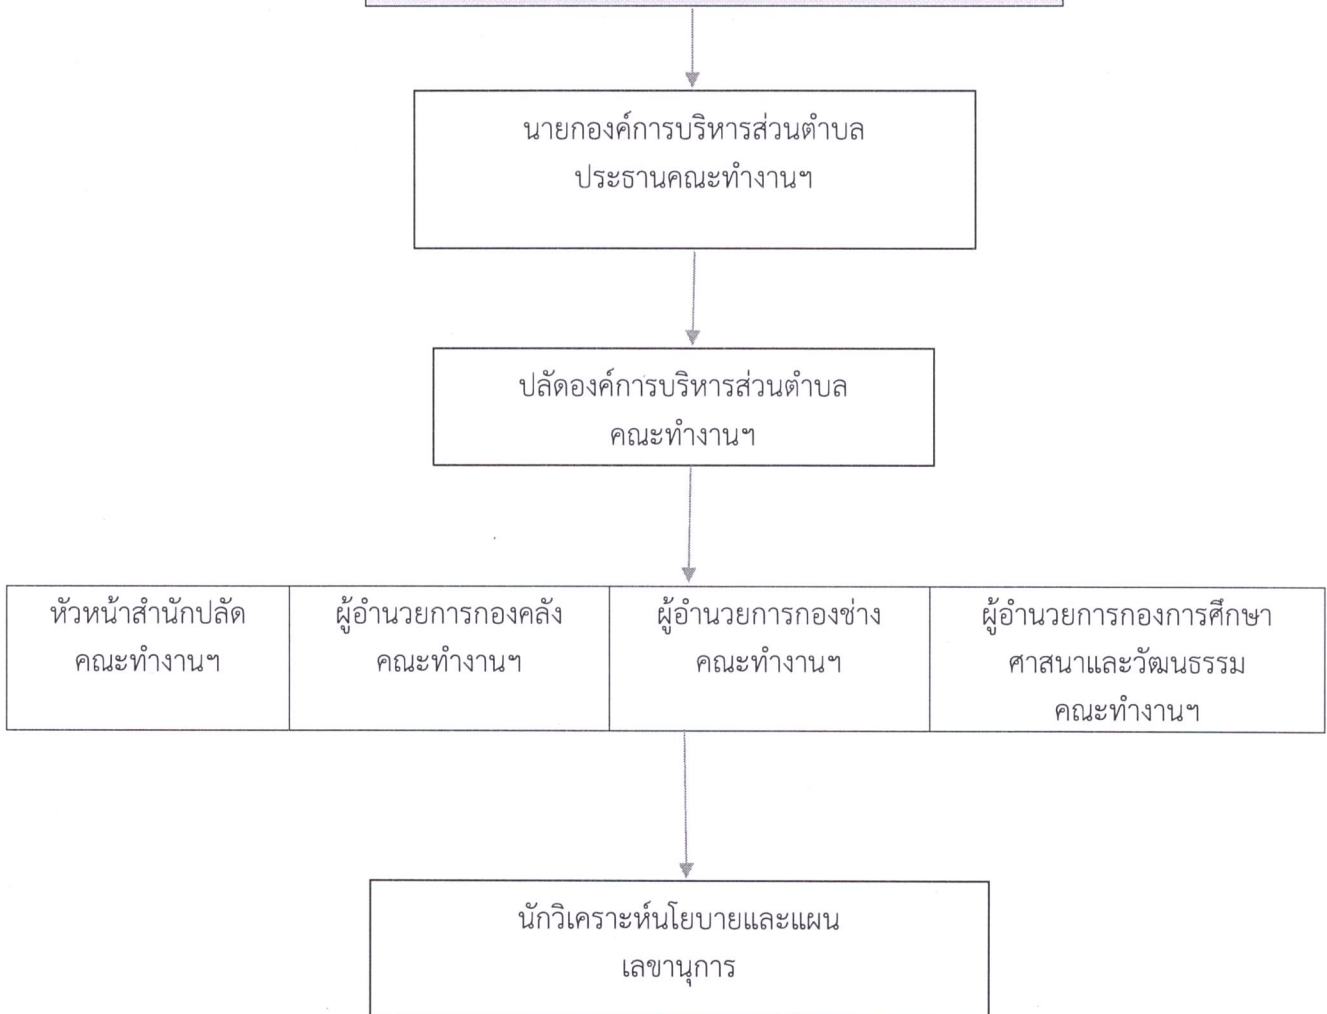 นายกองค์การบริหารส่วนตำบล
ประธานคณะทำงานฯ
ปลัดองค์การบริหารส่วนตำบล
คณะทำงานฯ
หัวหน้าสำนักปลัด
คณะทำงานฯ
ผู้อำนวยการกองคลัง
คณะทำงานฯ
ผู้อำนวยการกองช่าง
คณะทำงานฯ
ผู้อำนวยการกองการศึกษา
ศาสนาและวัฒนธรรม
คณะทำงานฯ
นักวิเคราะห์นโยบายและแผน
เลขานุการ